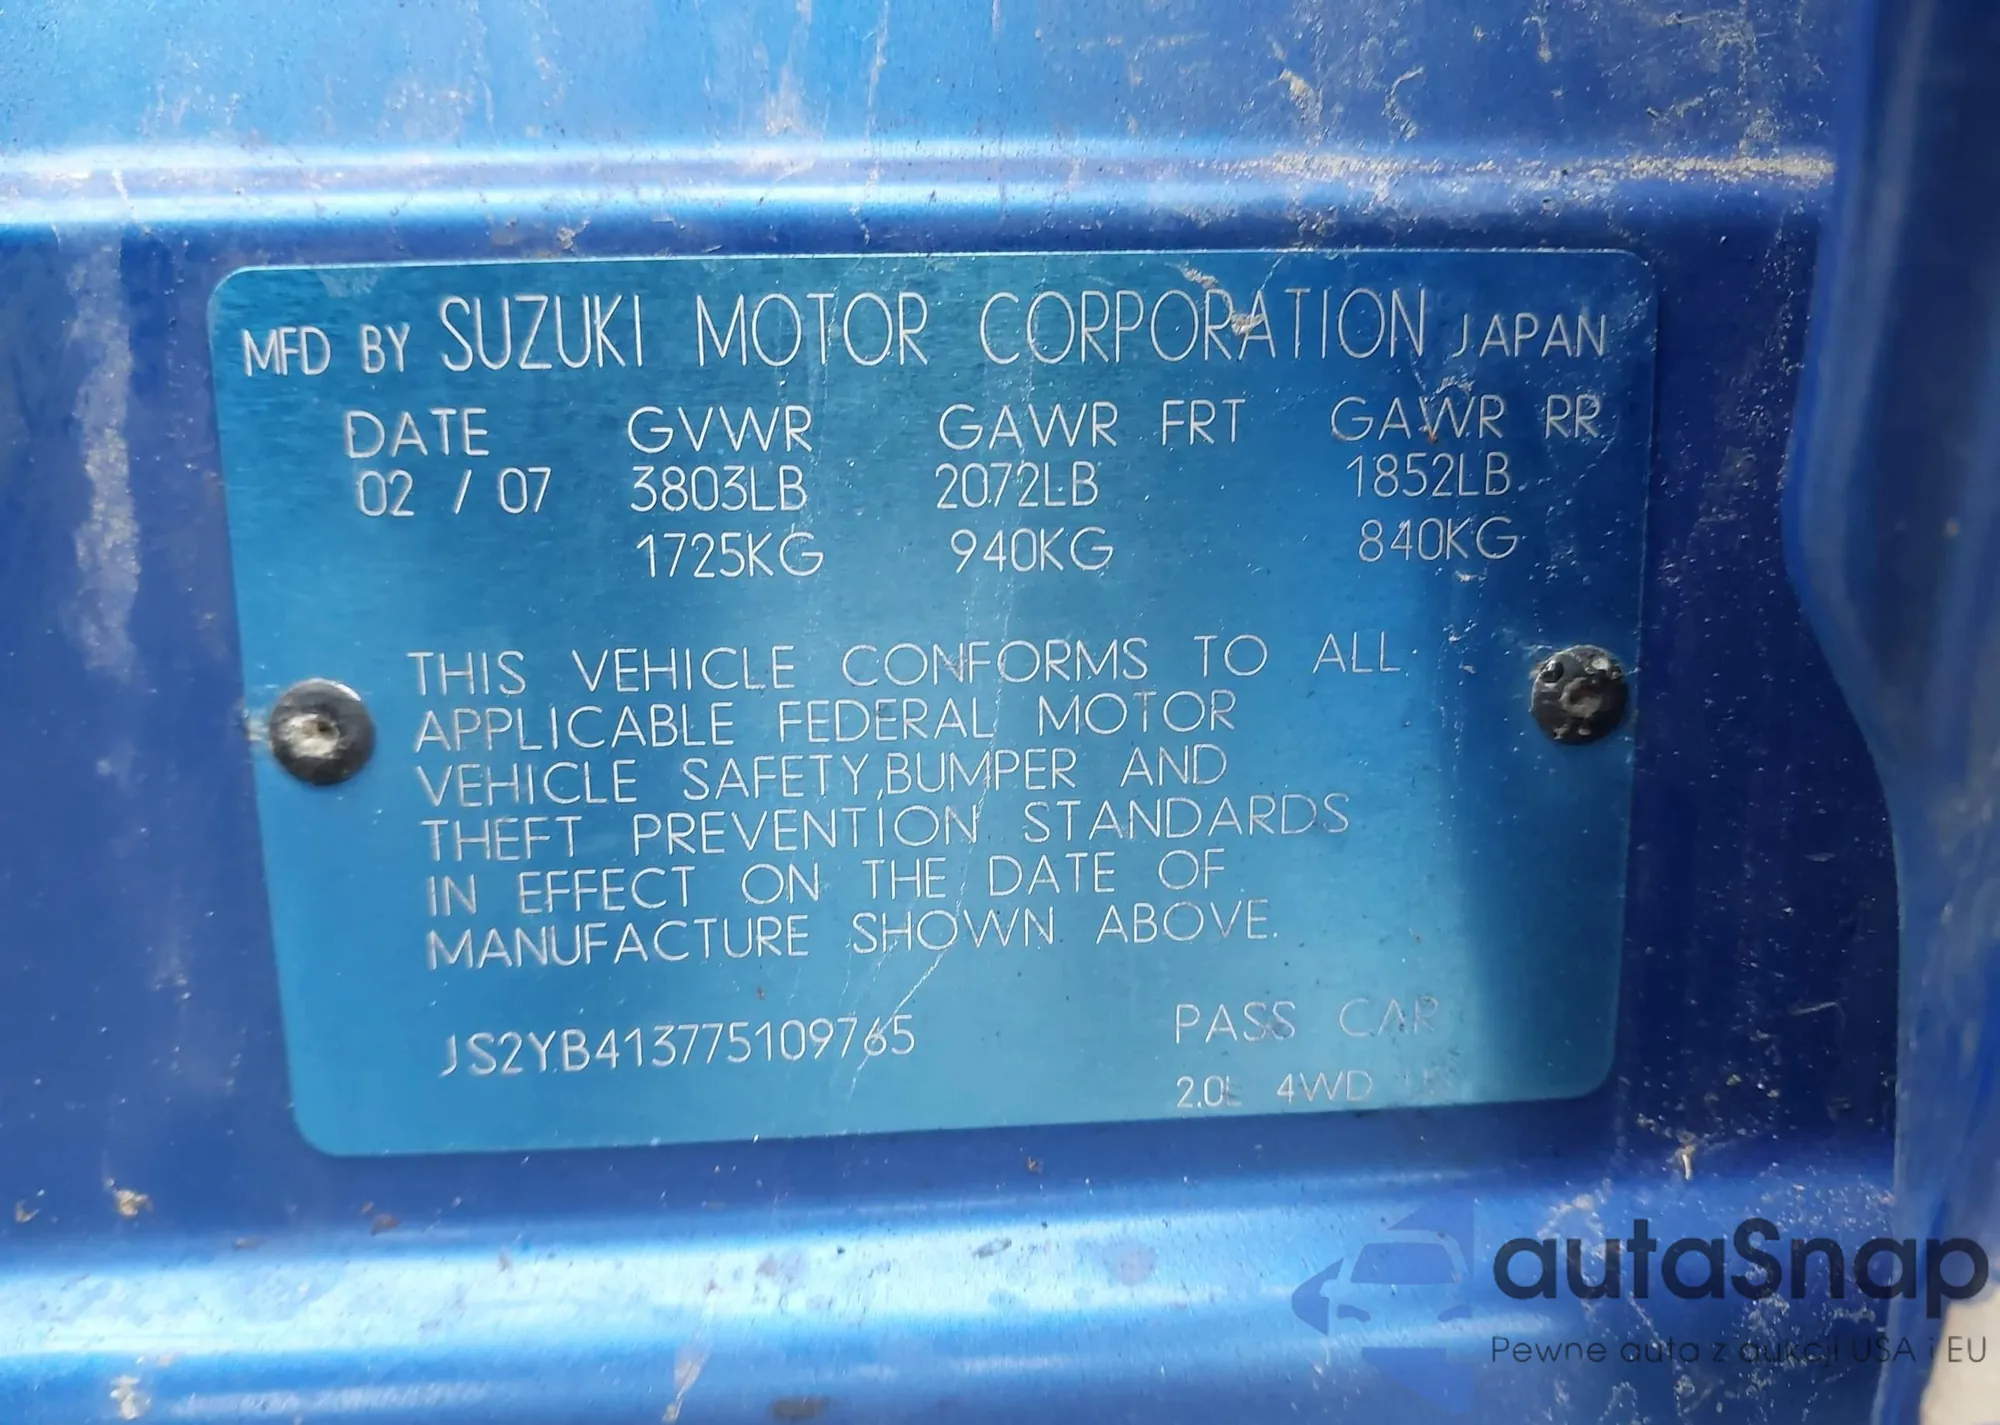 MFD BY SUZUKI MOTOR CORPORATION JAPAN
DATE GVWR GAWR FRT GAWR RR
02 / 07 3803LB 2072LB 1852LB
1725KG 940KG 840KG
THIS VEHICLE CONFORMS TO ALL
APPLICABLE FEDERAL MOTOR
VEHICLE SAFETY,BUMPER AND
THEFT PREVENTION STANDARDS
IN EFFECT ON THE DATE OF
MANUFACTURE SHOWN ABOVE.
JS2YB413775109765 PASS CAR
2.0L 4WD
autaSnap
Pewne auta z aukcji USA i EU